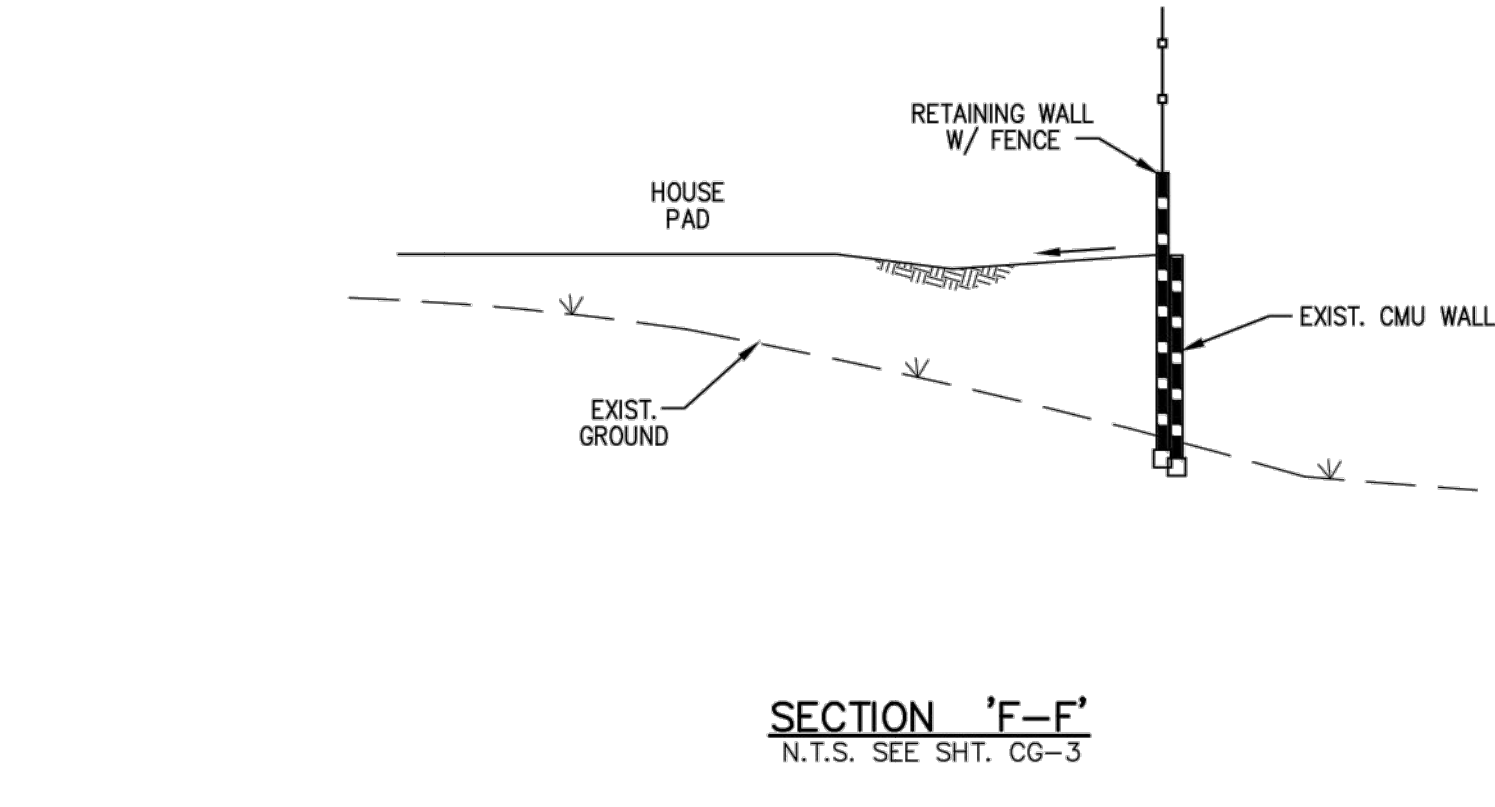 RETAINING WALL
W/ FENCE
HOUSE
PAD
EXIST. CMU WALL
EXIST.
GROUND
SECTION 'F-F'
N.T.S. SEE SHT. CG-3